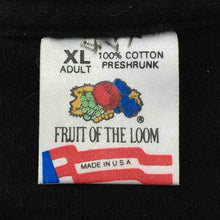 XL 100% COTTON
ADULT PRESHRUNK
®
FRUIT OF THE LOOM
MADE IN U S A